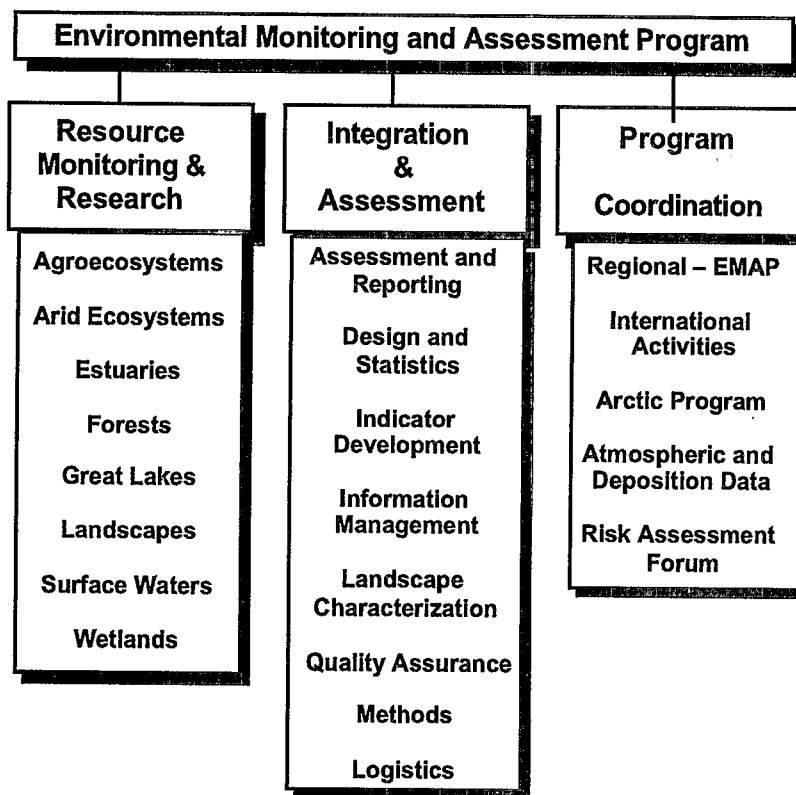 Environmental Monitoring and Assessment Program
Resource
Monitoring &
Research
Agroecosystems
Arid Ecosystems
Estuaries
Forests
Great Lakes
Landscapes
Surface Waters
Wetlands
Integration
&
Assessment
Assessment and
Reporting
Design and
Statistics
Indicator
Development
Information
Management
Landscape
Characterization
Quality Assurance
Methods
Logistics
Program
Coordination
Regional – EMAP
International
Activities
Arctic Program
Atmospheric and
Deposition Data
Risk Assessment
Forum